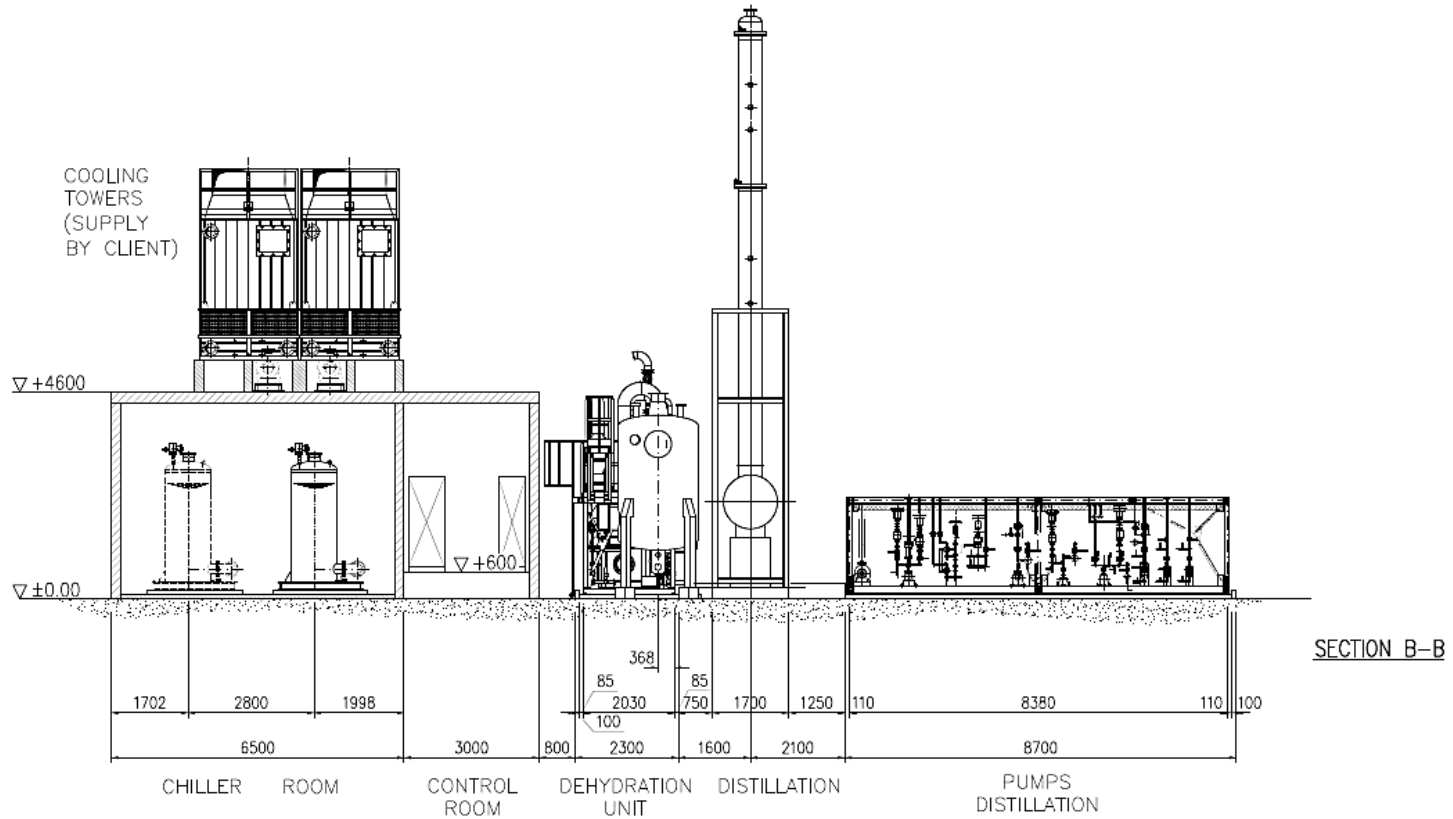 COOLING
TOWERS
(SUPPLY
BY CLIENT)
+4600
+600
±0.00
SECTION B-B
368
85
85
1702
2800
1998
2030
750
1700
1250
110
8380
110
100
100
6500
3000
800
2300
1600
2100
8700
CHILLER ROOM
CONTROL
ROOM
DEHYDRATION
UNIT
DISTILLATION
PUMPS
DISTILLATION